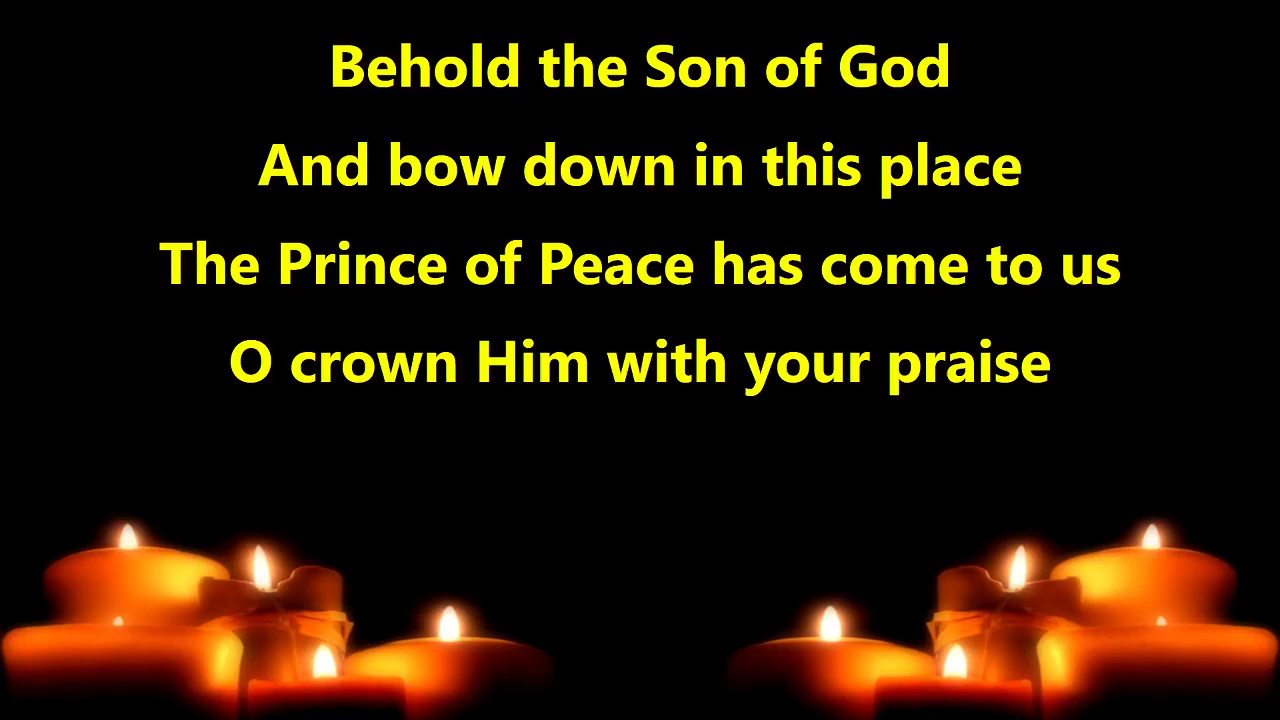 Behold the Son of God
And bow down in this place
The Prince of Peace has come to us
O crown Him with your praise